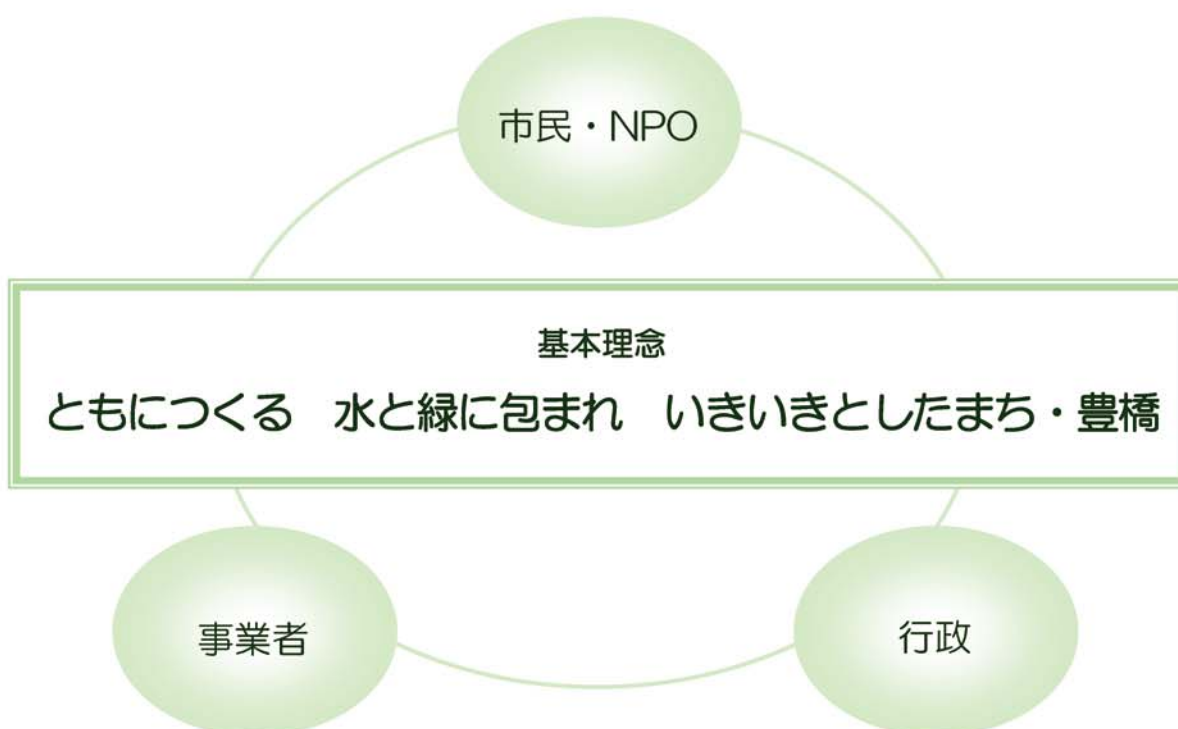 市民・NPO
基本理念
ともにつくる　水と緑に包まれ　いきいきとしたまち・豊橋
事業者
行政